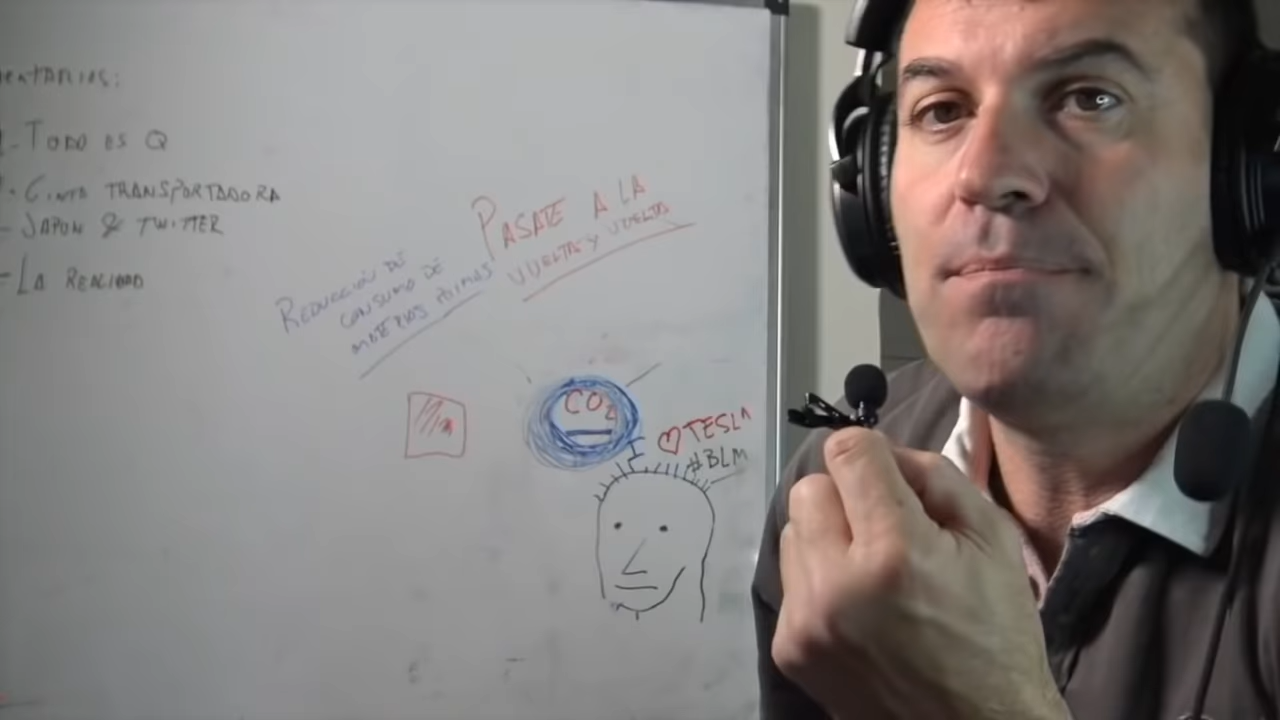 - TODO ES Q
- CINTA TRANSPORTADORA
- JAPON & TWITTER
- LA REALIDAD
REDUCCIÓN DE
CONSUMO DE
MATERIAS PRIMAS
PASATE A LA
VUELTA Y VUELTA
CO2
I ♡ TESLA
#BLM